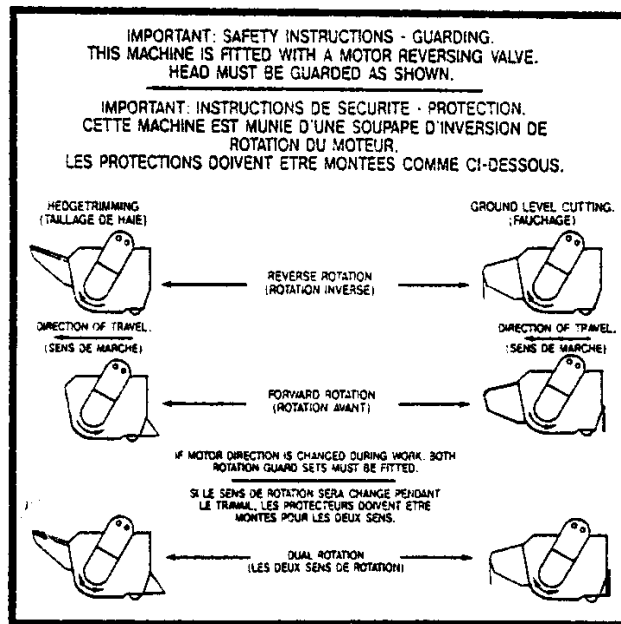 IMPORTANT: SAFETY INSTRUCTIONS - GUARDING.
THIS MACHINE IS FITTED WITH A MOTOR REVERSING VALVE.
HEAD MUST BE GUARDED AS SHOWN.
IMPORTANT: INSTRUCTIONS DE SECURITE - PROTECTION.
CETTE MACHINE EST MUNIE D'UNE SOUPAPE D'INVERSION DE
ROTATION DU MOTEUR.
LES PROTECTIONS DOIVENT ETRE MONTEES COMME CI-DESSOUS.
HEDGETRIMMING
(TAILLAGE DE HAIE)
GROUND LEVEL CUTTING.
(FAUCHAGE)
REVERSE ROTATION
(ROTATION INVERSE)
DIRECTION OF TRAVEL.
(SENS DE MARCHE)
DIRECTION OF TRAVEL.
(SENS DE MARCHE)
FORWARD ROTATION
(ROTATION AVANT)
IF MOTOR DIRECTION IS CHANGED DURING WORK. BOTH
ROTATION GUARD SETS MUST BE FITTED.
SI LE SENS DE ROTATION SERA CHANGE PENDANT
LE TRAVAIL, LES PROTECTEURS DOIVENT ETRE
MONTES POUR LES DEUX SENS.
DUAL ROTATION
(LES DEUX SENS DE ROTATION)